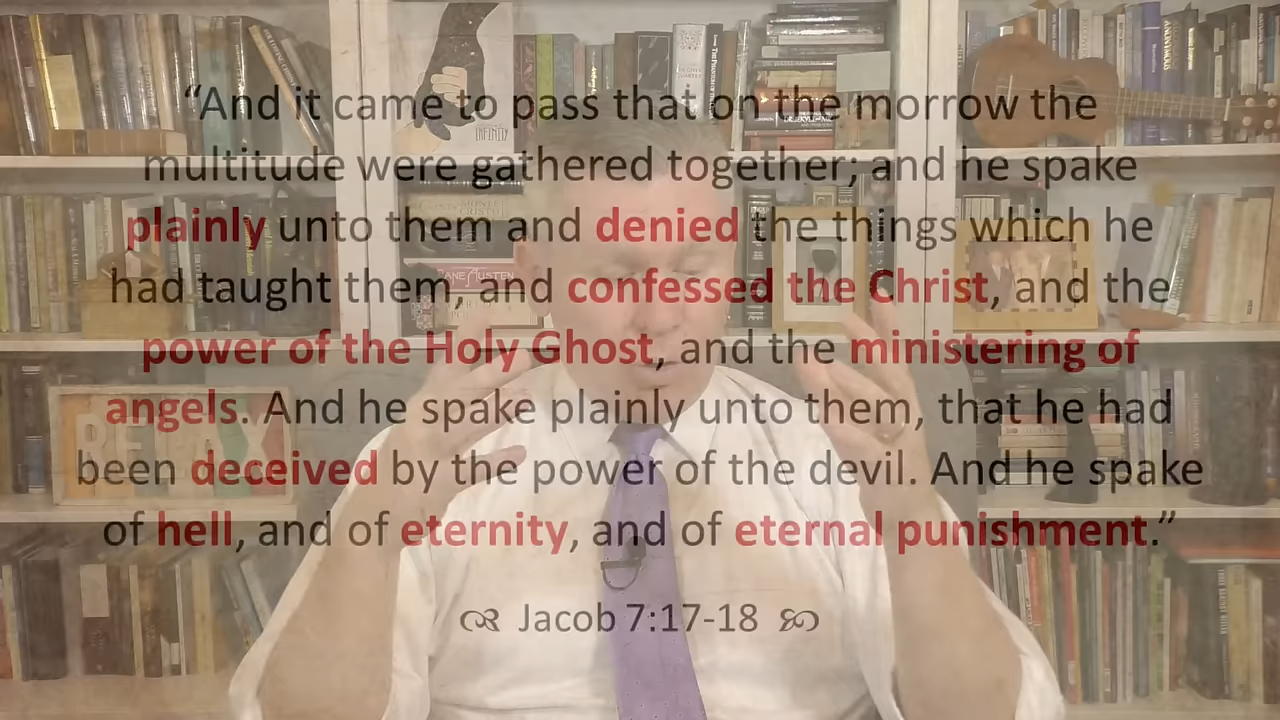 “And it came to pass that on the morrow the
multitude were gathered together; and he spake
plainly unto them and denied the things which he
had taught them, and confessed the Christ, and the
power of the Holy Ghost, and the ministering of
angels. And he spake plainly unto them, that he had
been deceived by the power of the devil. And he spake
of hell, and of eternity, and of eternal punishment.”
Jacob 7:17-18
INFINITY
JANE AUSTEN